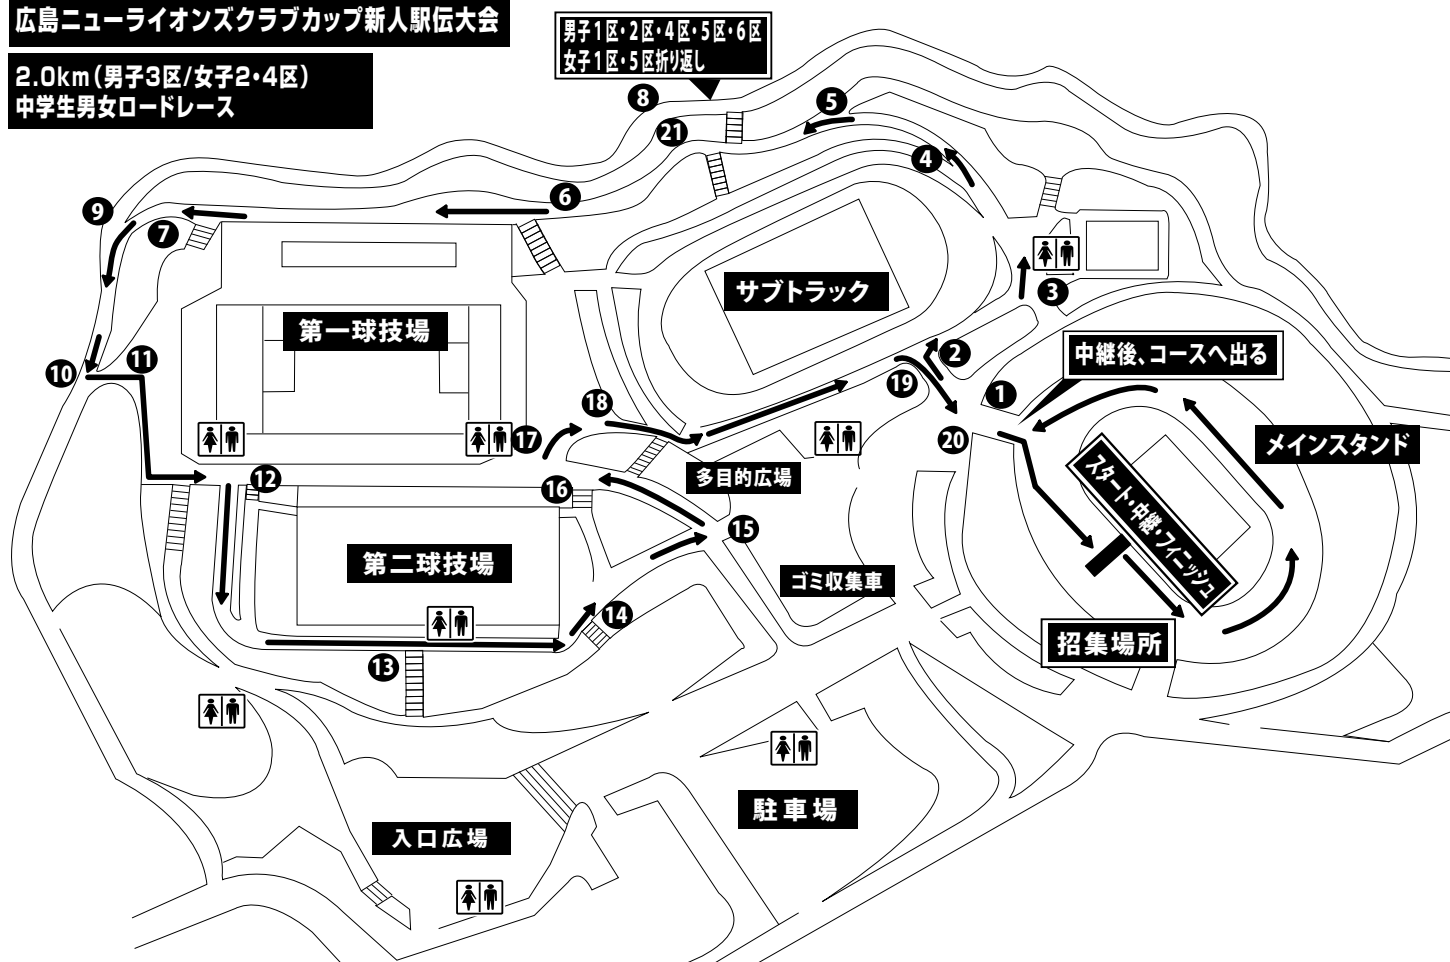 広島ニューライオンズクラブカップ新人駅伝大会
2.0km(男子3区/女子2・4区)
中学生男女ロードレース
男子1区・2区・4区・5区・6区
女子1区・5区折り返し
8
21
5
4
6
9
7
3
サブトラック
第一球技場
2
中継後、コースへ出る
10
11
19
1
18
17
20
メインスタンド
多目的広場
12
16
スタート・中継・フィニッシュ
15
第二球技場
ゴミ収集車
14
招集場所
13
駐車場
入口広場